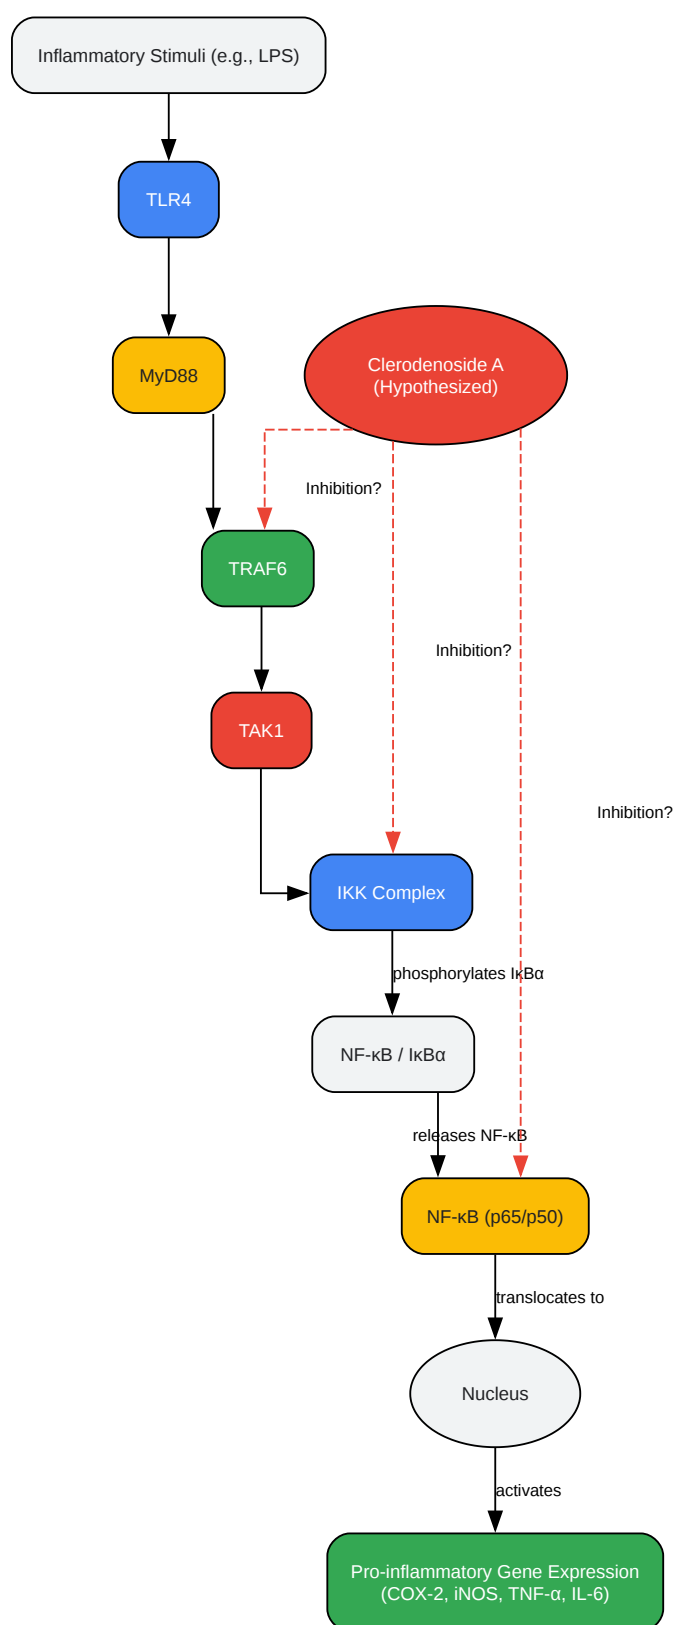 Inflammatory Stimuli (e.g., LPS)
TLR4
MyD88
Clerodenoside A
(Hypothesized)
Inhibition?
TRAF6
Inhibition?
TAK1
Inhibition?
IKK Complex
phosphorylates IκBα
NF-κB / IκBα
releases NF-κB
NF-κB (p65/p50)
translocates to
Nucleus
activates
Pro-inflammatory Gene Expression
(COX-2, iNOS, TNF-α, IL-6)